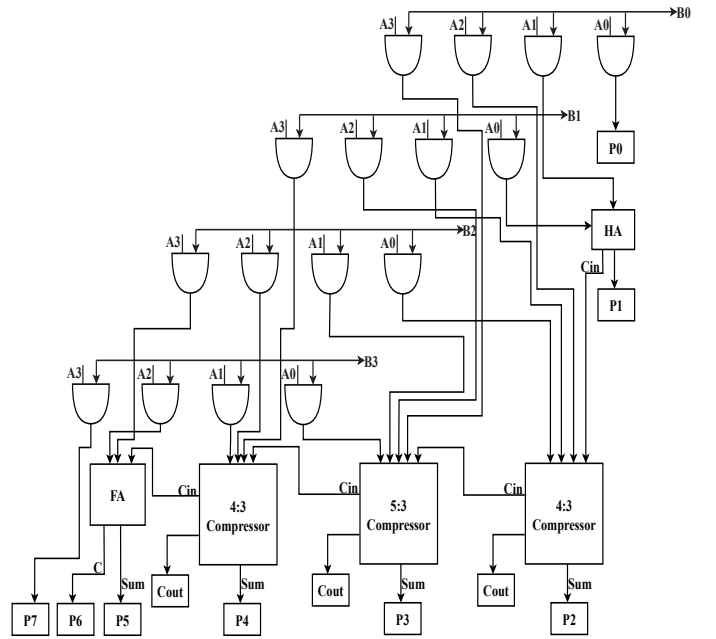 A3 A2 A1 A0 B0
A3 A2 A1 A0 B1
P0
HA
A3 A2 A1 A0 B2
Cin
P1
A3 A2 A1 A0 B3
FA
Cin
4:3
Compressor
Cin
5:3
Compressor
Cin
4:3
Compressor
C
Sum
Cout
Sum
Cout
Sum
Cout
Sum
P7 P6 P5 P4 P3 P2